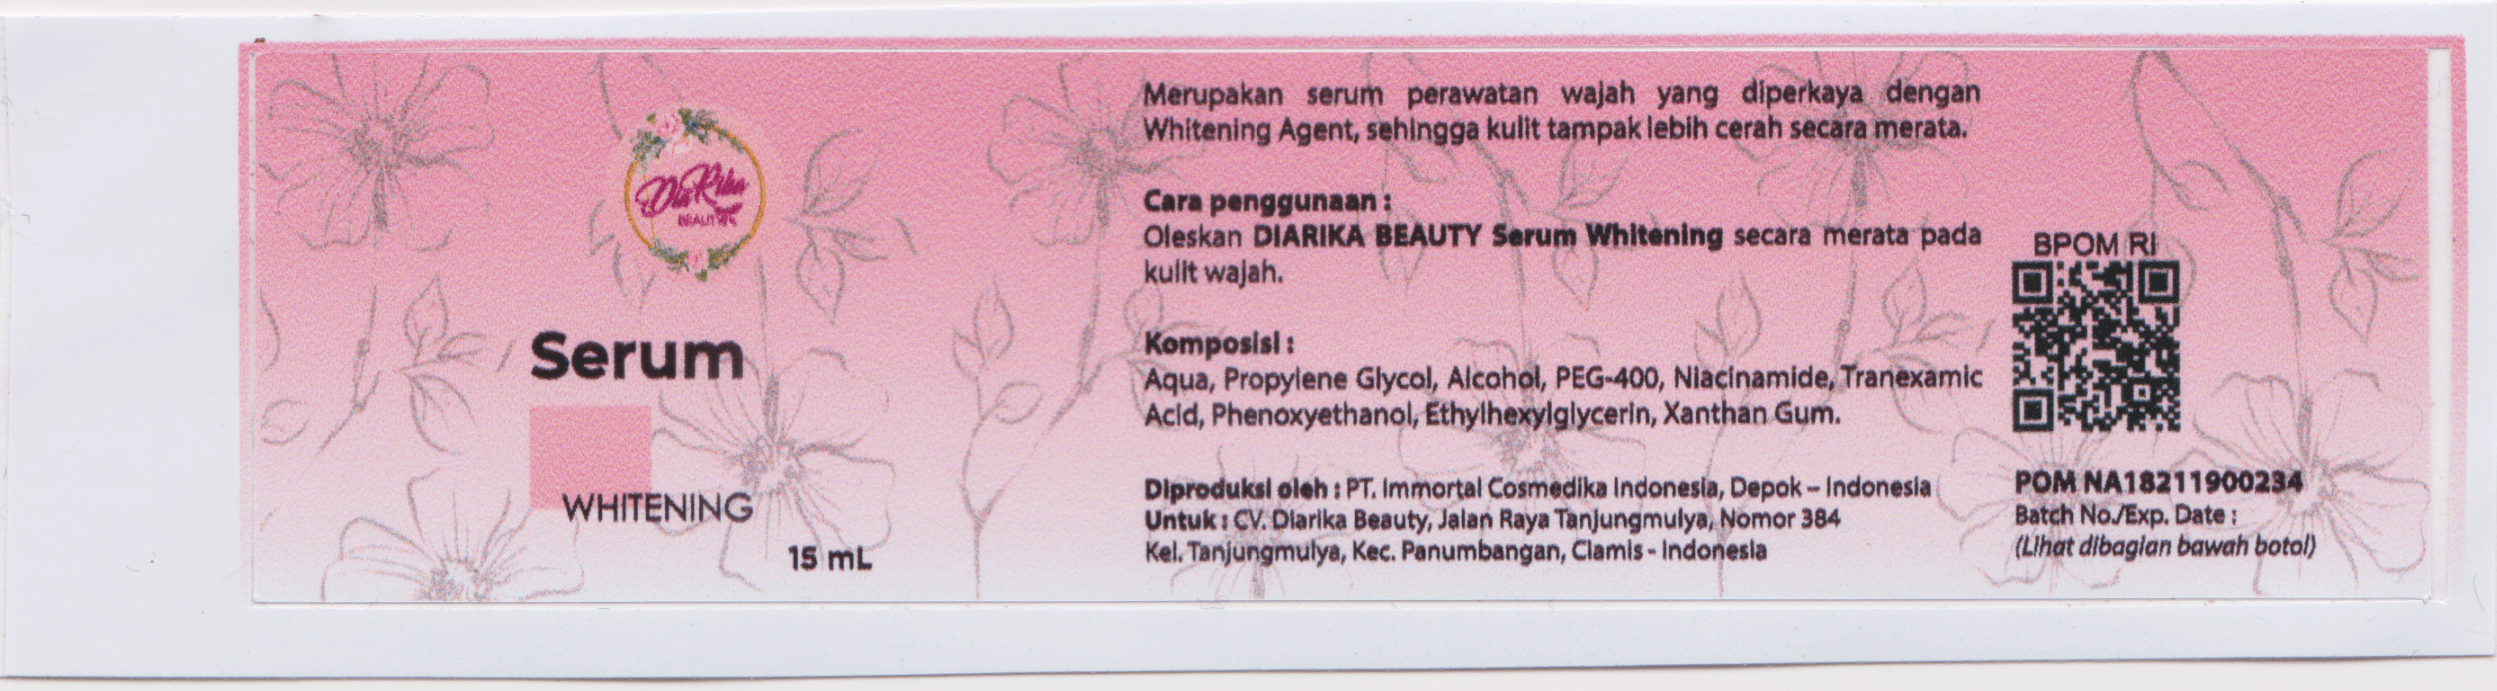 DiaRika
BEAUTY
Serum
WHITENING
15 mL
Merupakan serum perawatan wajah yang diperkaya dengan
Whitening Agent, sehingga kulit tampak lebih cerah secara merata.
Cara penggunaan :
Oleskan DIARIKA BEAUTY Serum Whitening secara merata pada
kulit wajah.
Komposisi :
Aqua, Propylene Glycol, Alcohol, PEG-400, Niacinamide, Tranexamic
Acid, Phenoxyethanol, Ethylhexylglycerin, Xanthan Gum.
Diproduksi oleh : PT. Immortal Cosmedika Indonesia, Depok – Indonesia
Untuk : CV. Diarika Beauty, Jalan Raya Tanjungmulya, Nomor 384
Kel. Tanjungmulya, Kec. Panumbangan, Ciamis - Indonesia
BPOM RI
POM NA18211900234
Batch No./Exp. Date :
(Lihat dibagian bawah botol)